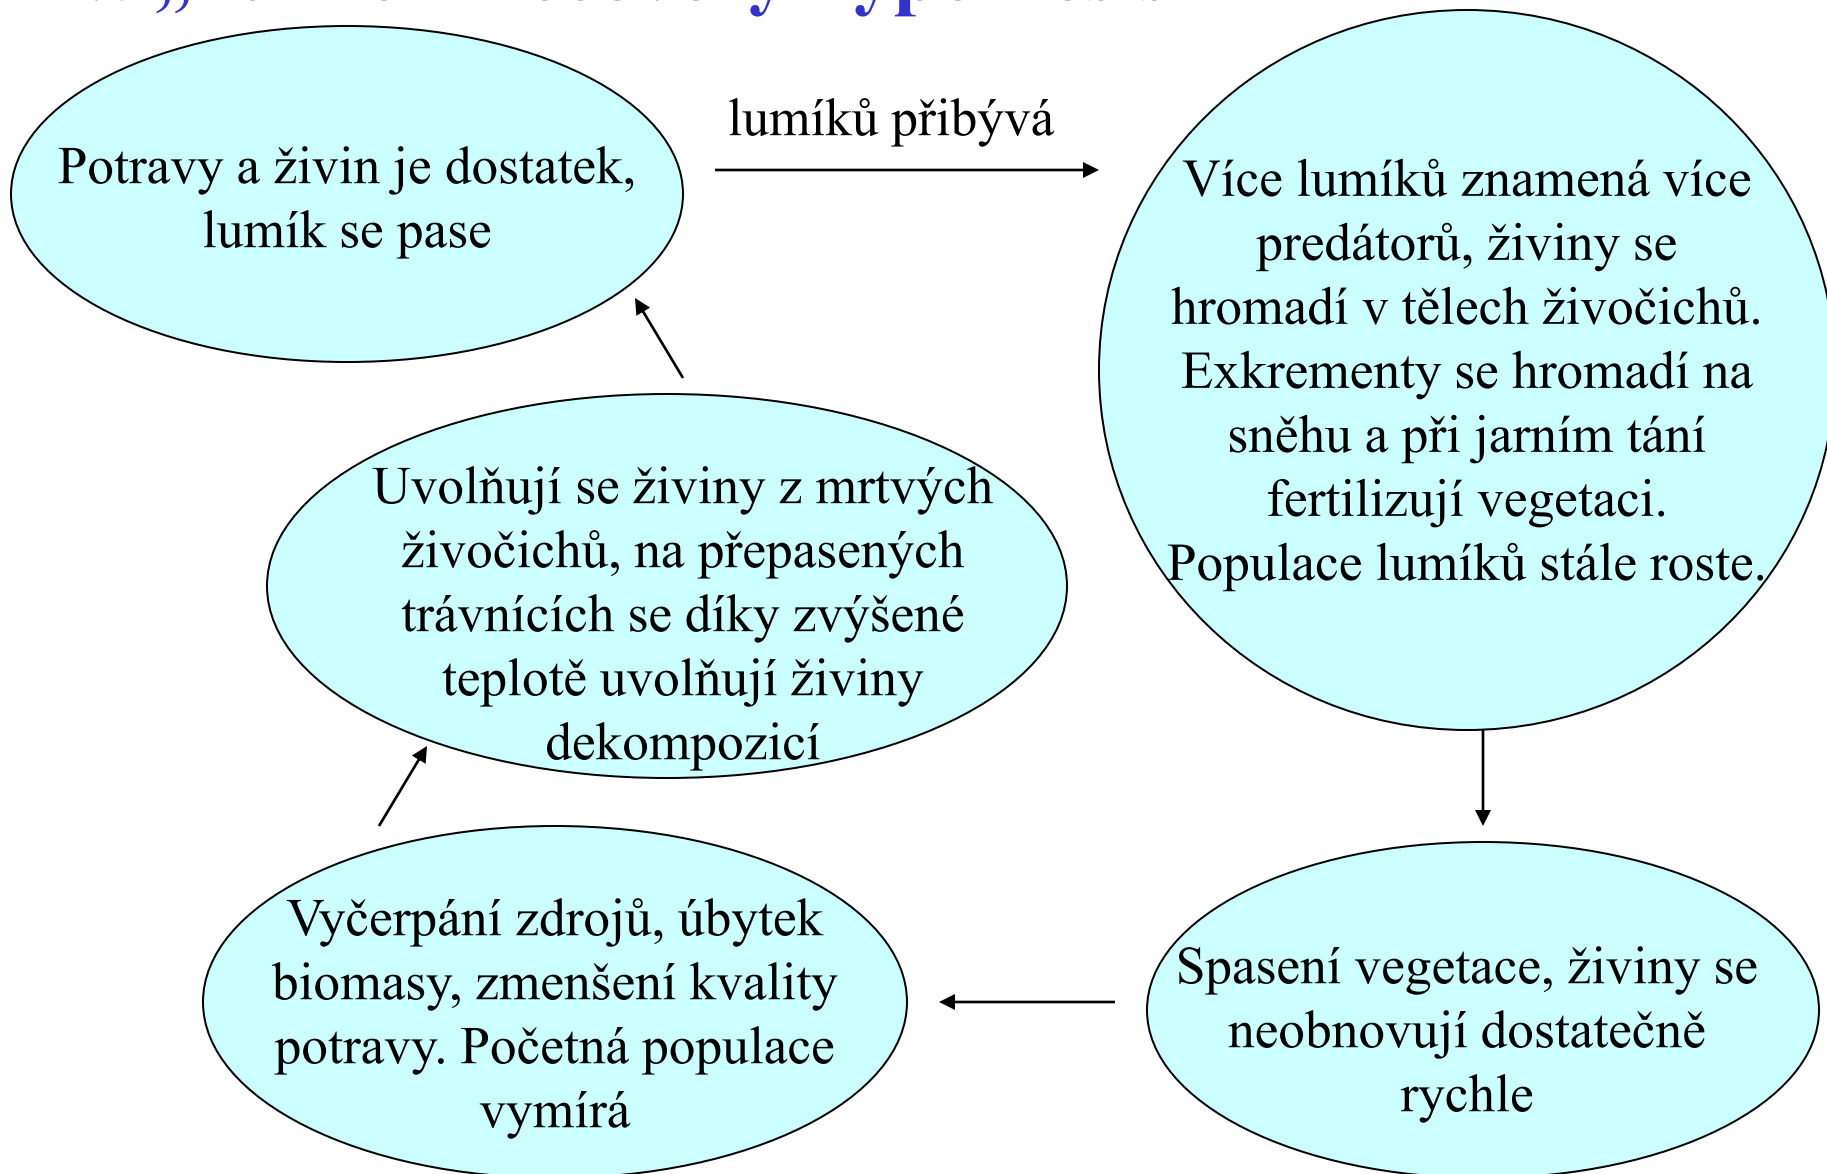 Potravy a živin je dostatek,
lumík se pase
lumíků přibývá
Více lumíků znamená více
predátorů, živiny se
hromadí v tělech živočichů.
Exkrementy se hromadí na
sněhu a při jarním tání
fertilizují vegetaci.
Populace lumíků stále roste.
Uvolňují se živiny z mrtvých
živočichů, na přepasených
trávnících se díky zvýšené
teplotě uvolňují živiny
dekompozicí
Vyčerpání zdrojů, úbytek
biomasy, zmenšení kvality
potravy. Početná populace
vymírá
Spasení vegetace, živiny se
neobnovují dostatečně
rychle